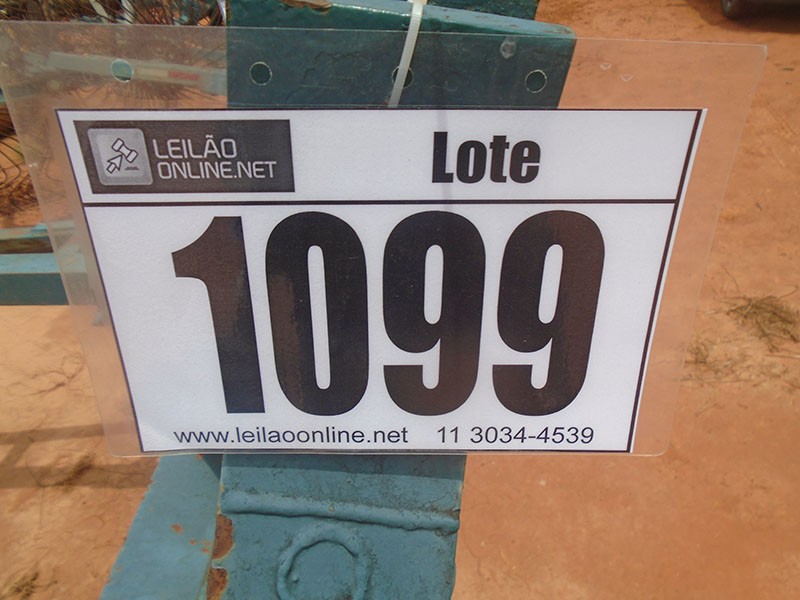 LEILÃO
ONLINE.NET
Lote
1099
www.leilaoonline.net 11 3034-4539